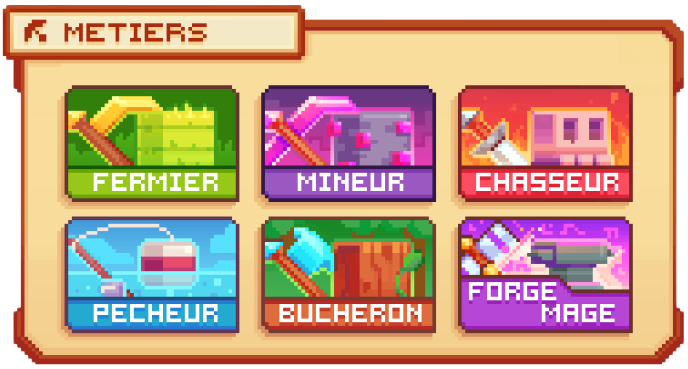 METIERS
FERMIER
MINEUR
CHASSEUR
PECHEUR
BUCHERON
FORGE
MAGE